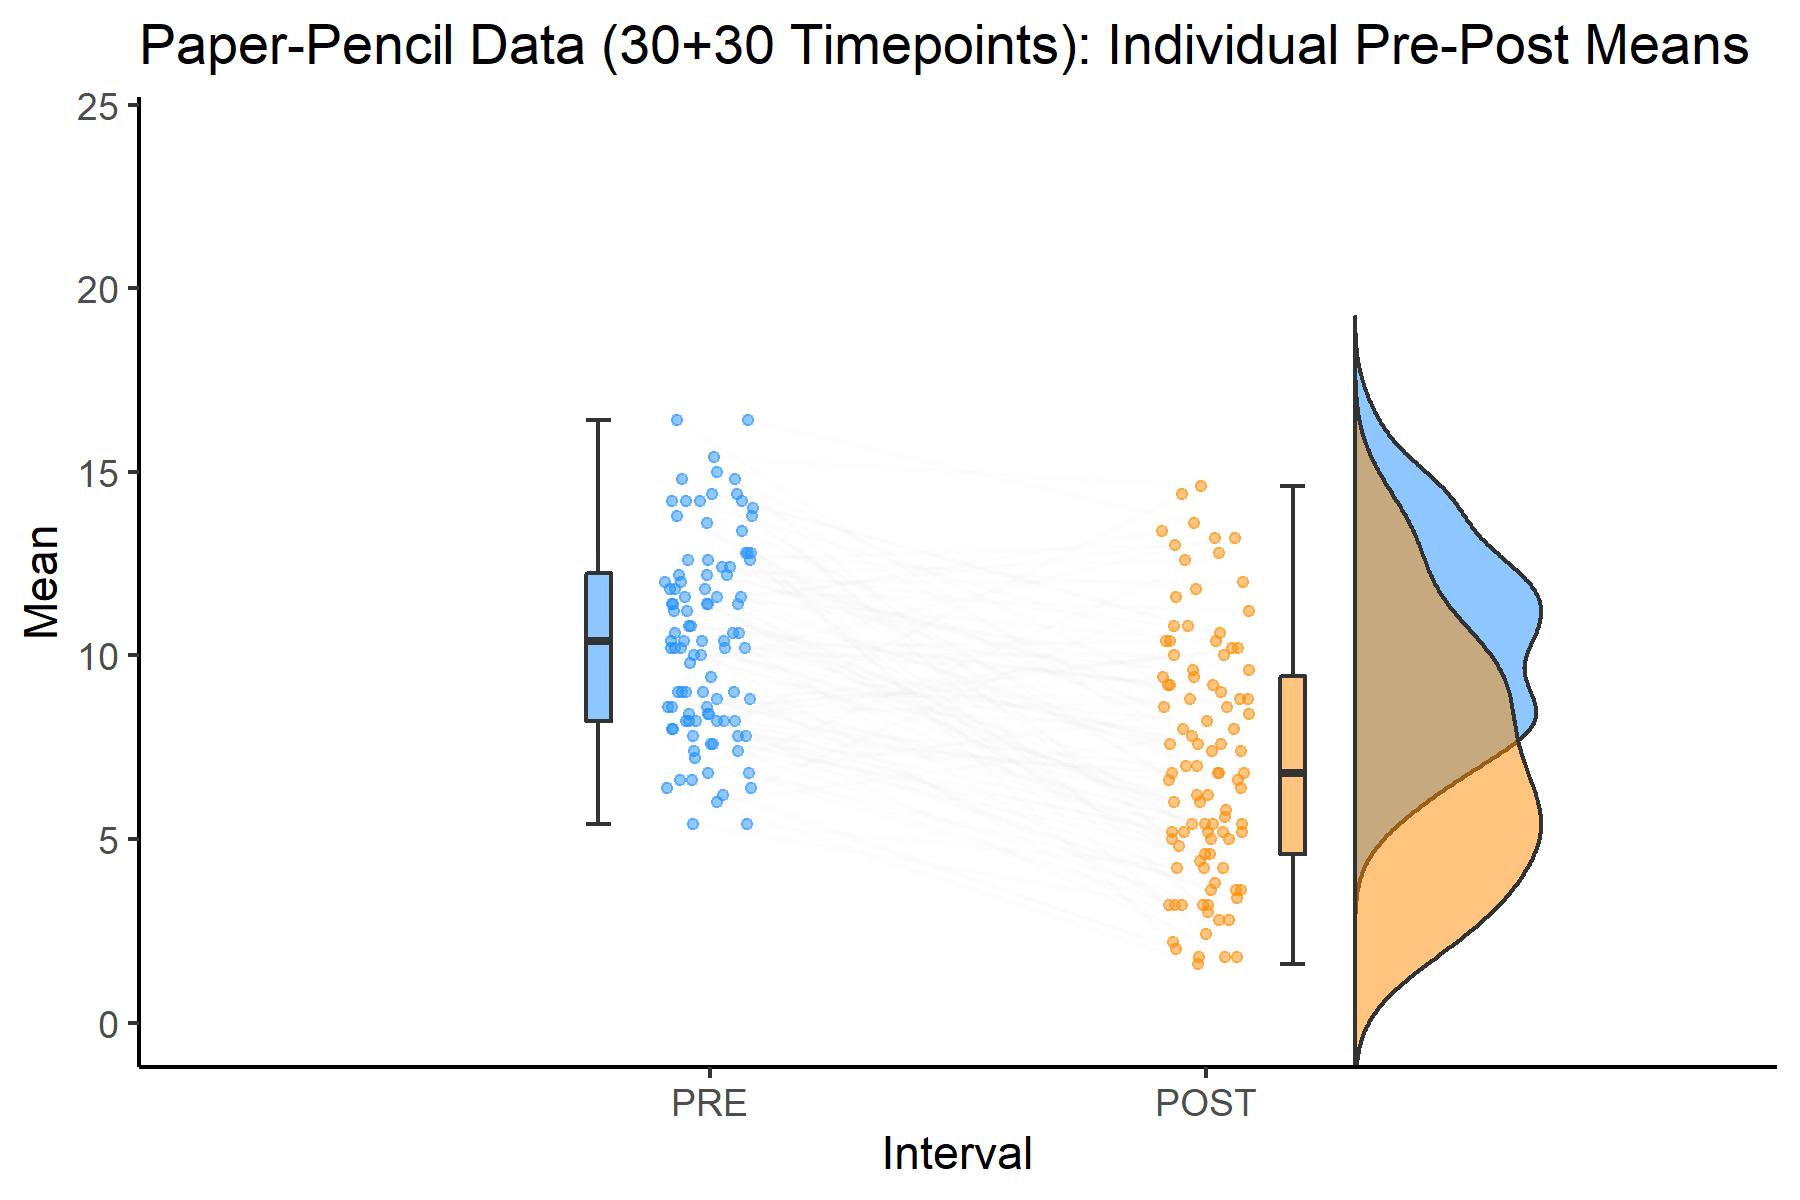 Paper-Pencil Data (30+30 Timepoints): Individual Pre-Post Means
25
20
15
10
5
0
Mean
PRE
POST
Interval